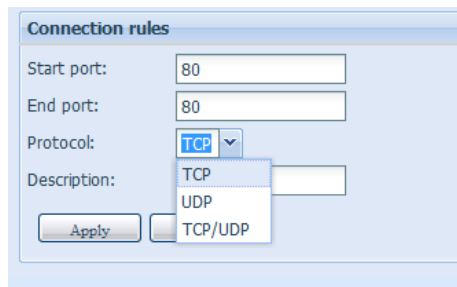 Connection rules
Start port: 80
End port: 80
Protocol: TCP
TCP
Description:
UDP
Apply
TCP/UDP